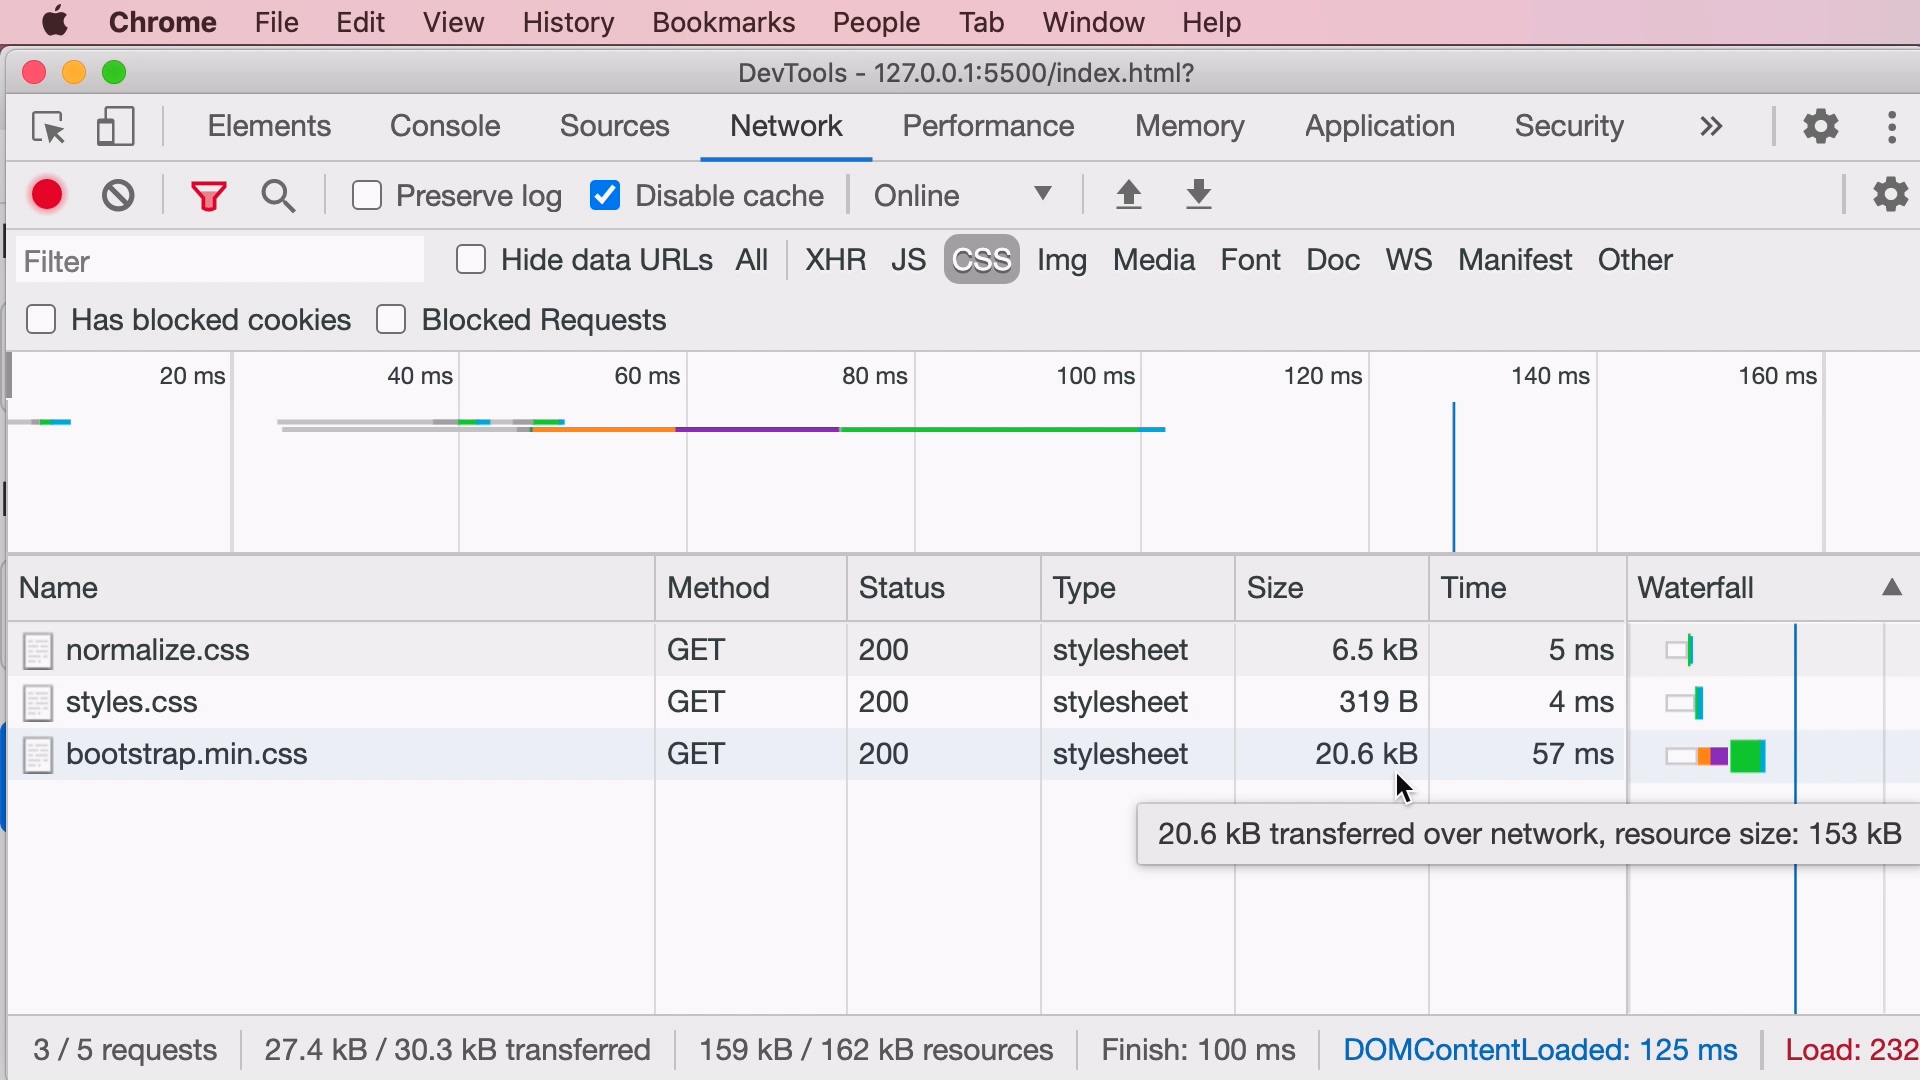 Chrome File Edit View History Bookmarks People Tab Window Help
DevTools - 127.0.0.1:5500/index.html?
Elements Console Sources Network Performance Memory Application Security »
Preserve log Disable cache Online
Filter Hide data URLs All XHR JS CSS Img Media Font Doc WS Manifest Other
Has blocked cookies Blocked Requests
20 ms 40 ms 60 ms 80 ms 100 ms 120 ms 140 ms 160 ms
Name Method Status Type Size Time Waterfall
normalize.css GET 200 stylesheet 6.5 kB 5 ms
styles.css GET 200 stylesheet 319 B 4 ms
bootstrap.min.css GET 200 stylesheet 20.6 kB 57 ms
20.6 kB transferred over network, resource size: 153 kB
3 / 5 requests 27.4 kB / 30.3 kB transferred 159 kB / 162 kB resources Finish: 100 ms DOMContentLoaded: 125 ms Load: 232